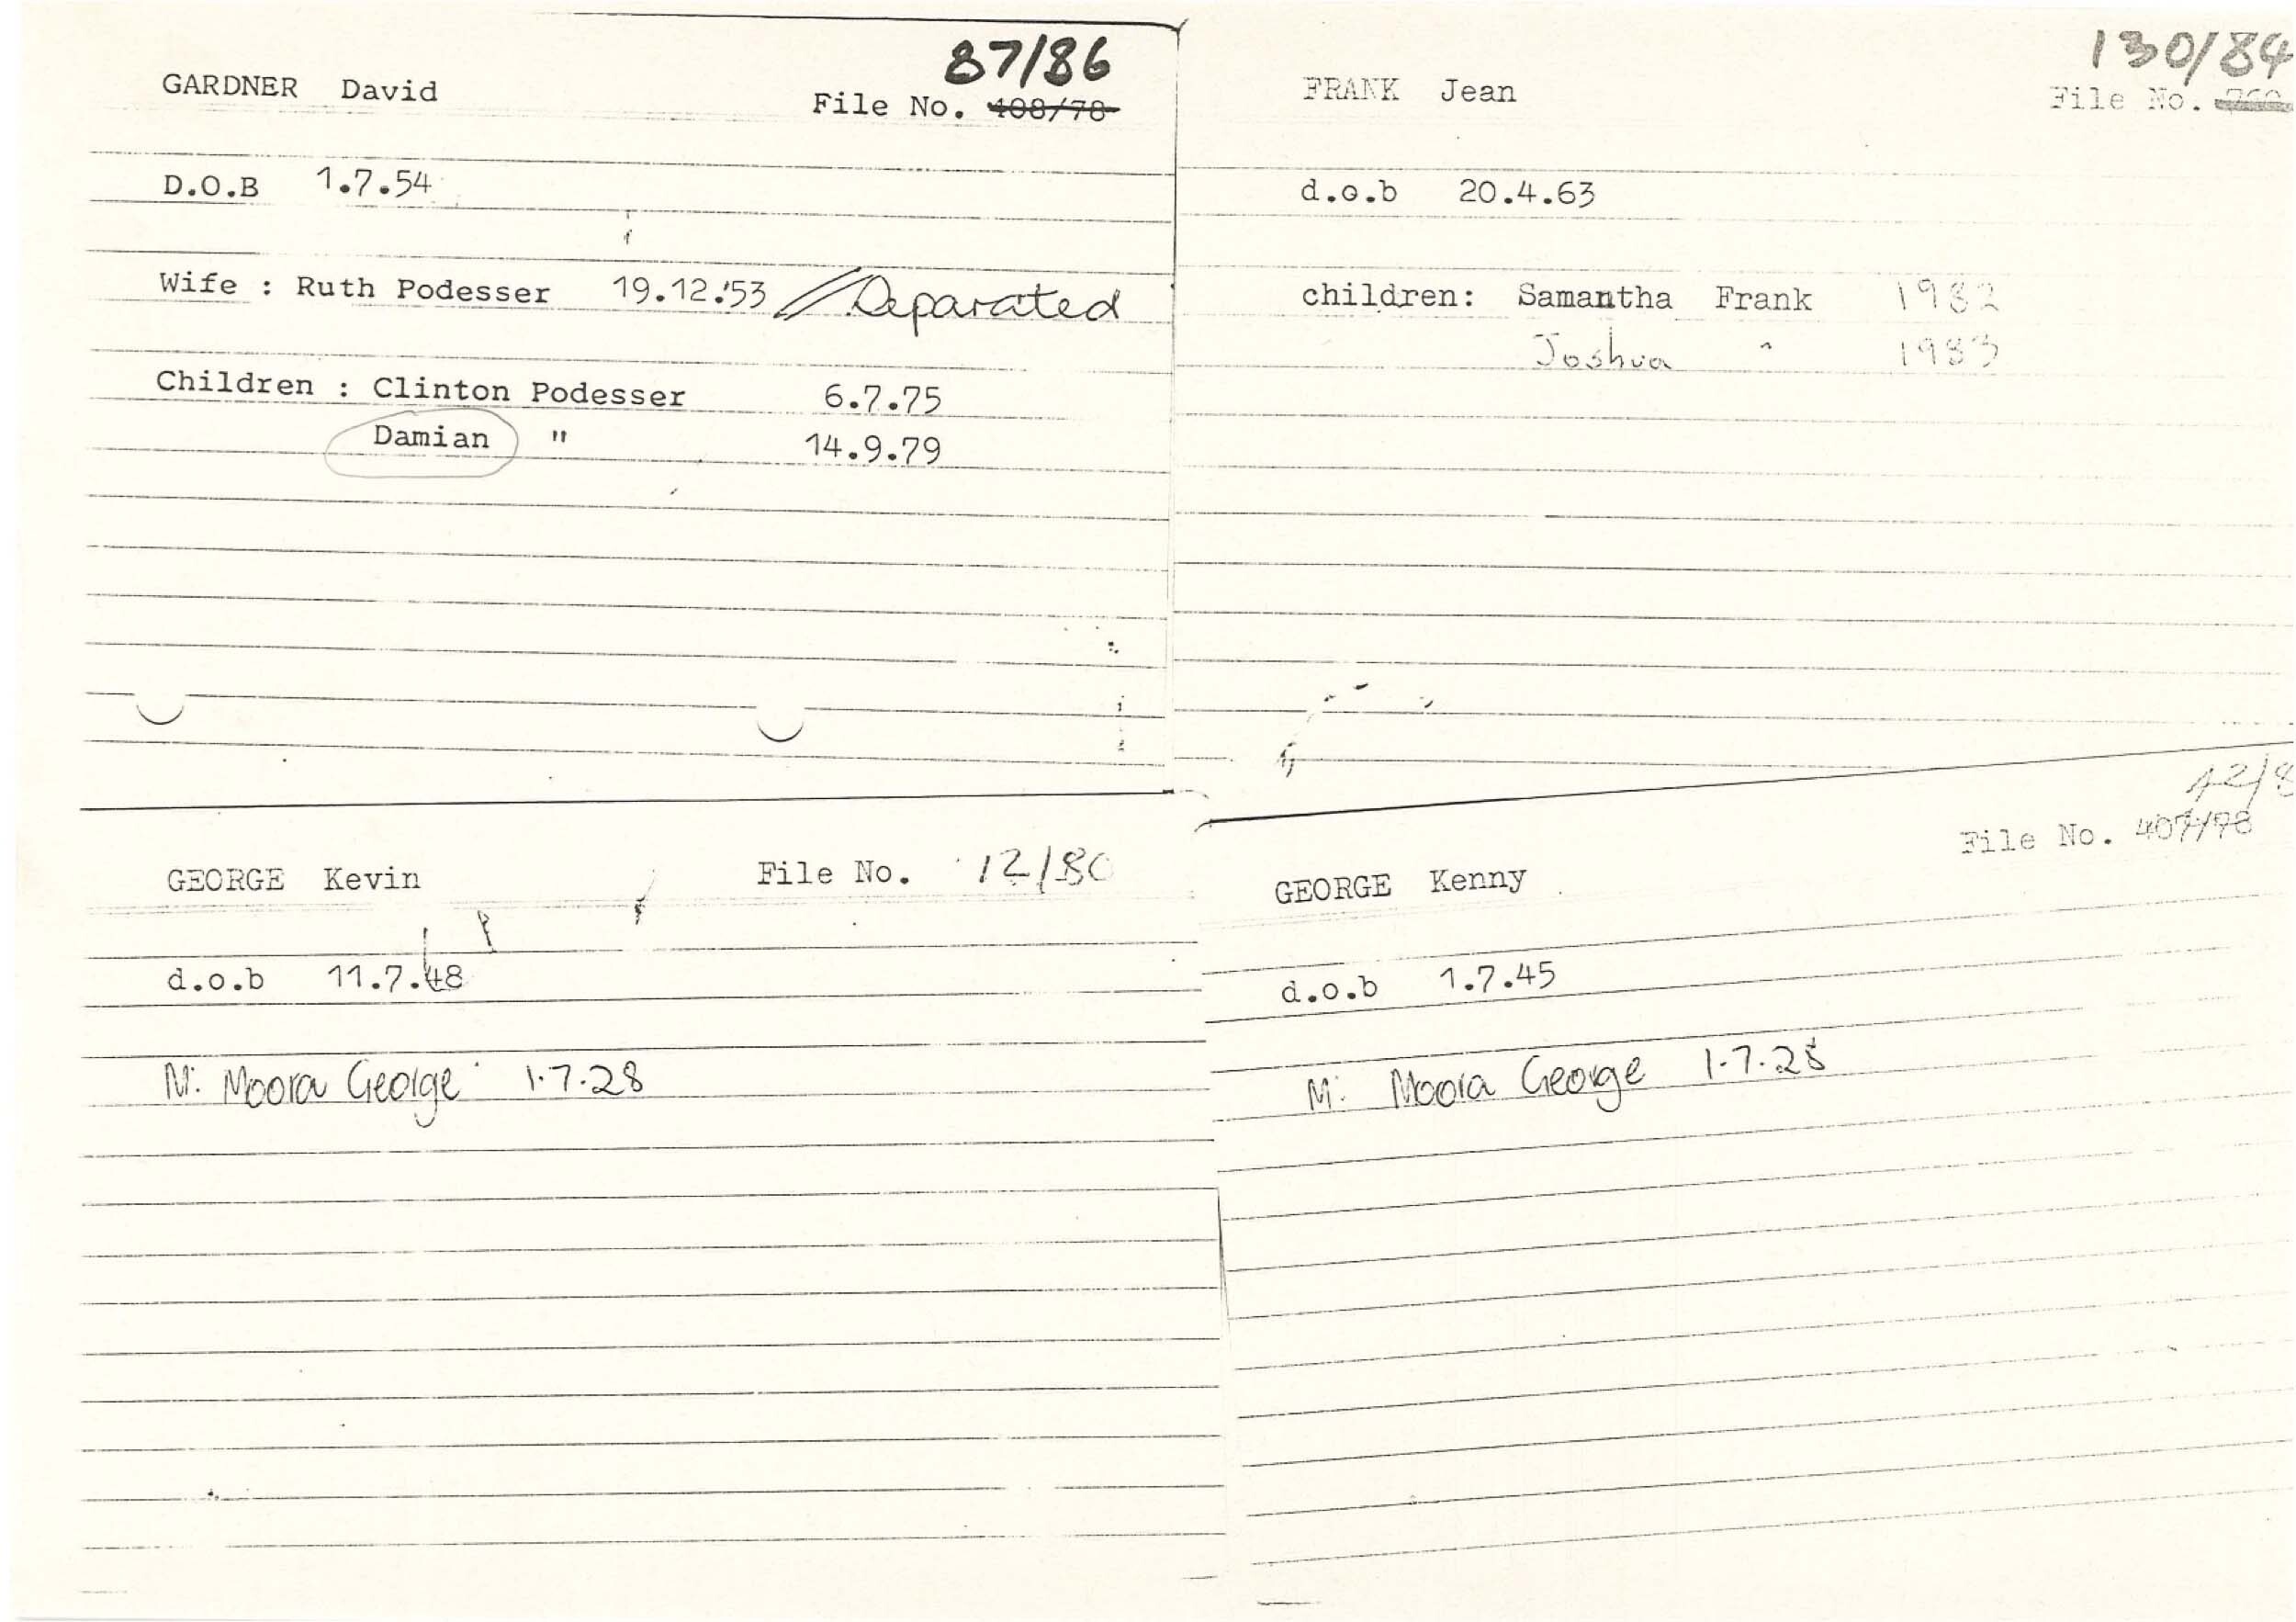 87/86
GARDNER David
File No. 408/78
D.O.B 1.7.54
Wife : Ruth Podesser 19.12.53 Separated
Children : Clinton Podesser 6.7.75
Damian " 14.9.79
130/84
FRANK Jean
File No.
d.o.b 20.4.63
children: Samantha Frank 1982
Joshua " 1983
GEORGE Kevin File No. 12/80
d.o.b 11.7.48
M: Moora George 1.7.28
42/8
File No. 407/78
GEORGE Kenny
d.o.b 1.7.45
M: Moora George 1.7.28